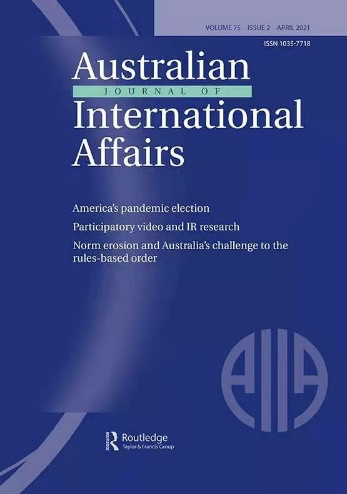 VOLUME 75 ISSUE 2 APRIL 2021
ISSN 1035-7718
Australian
JOURNAL OF
International
Affairs
America's pandemic election
Participatory video and IR research
Norm erosion and Australia's challenge to the
rules-based order
AIIA
Routledge
Taylor & Francis Group